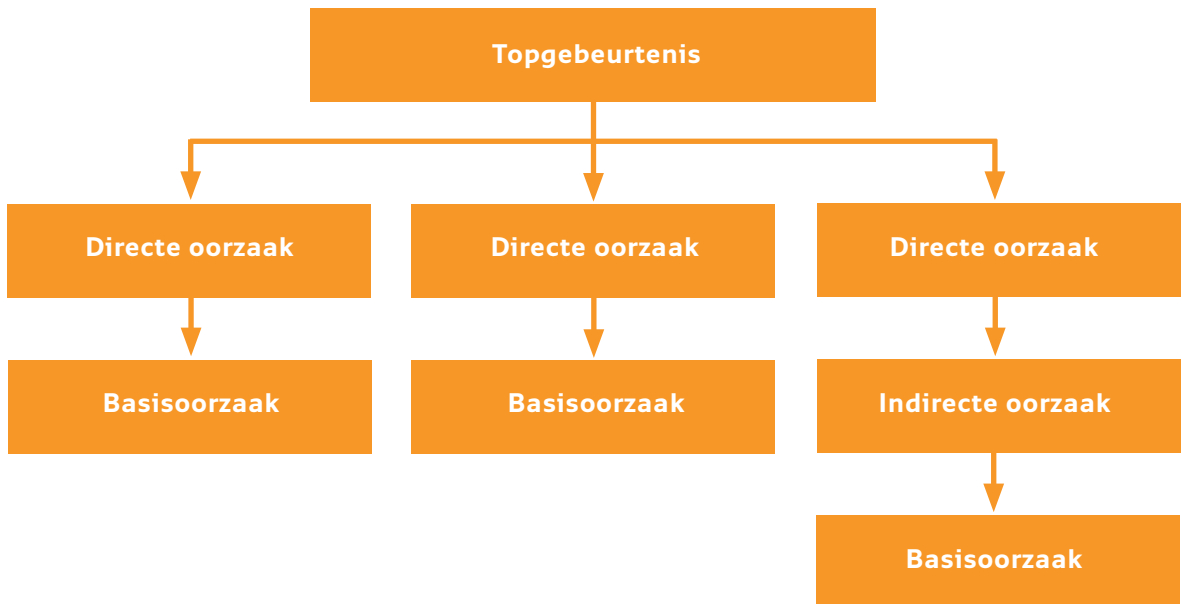 Topgebeurtenis
Directe oorzaak
Directe oorzaak
Directe oorzaak
Basisoorzaak
Basisoorzaak
Indirecte oorzaak
Basisoorzaak